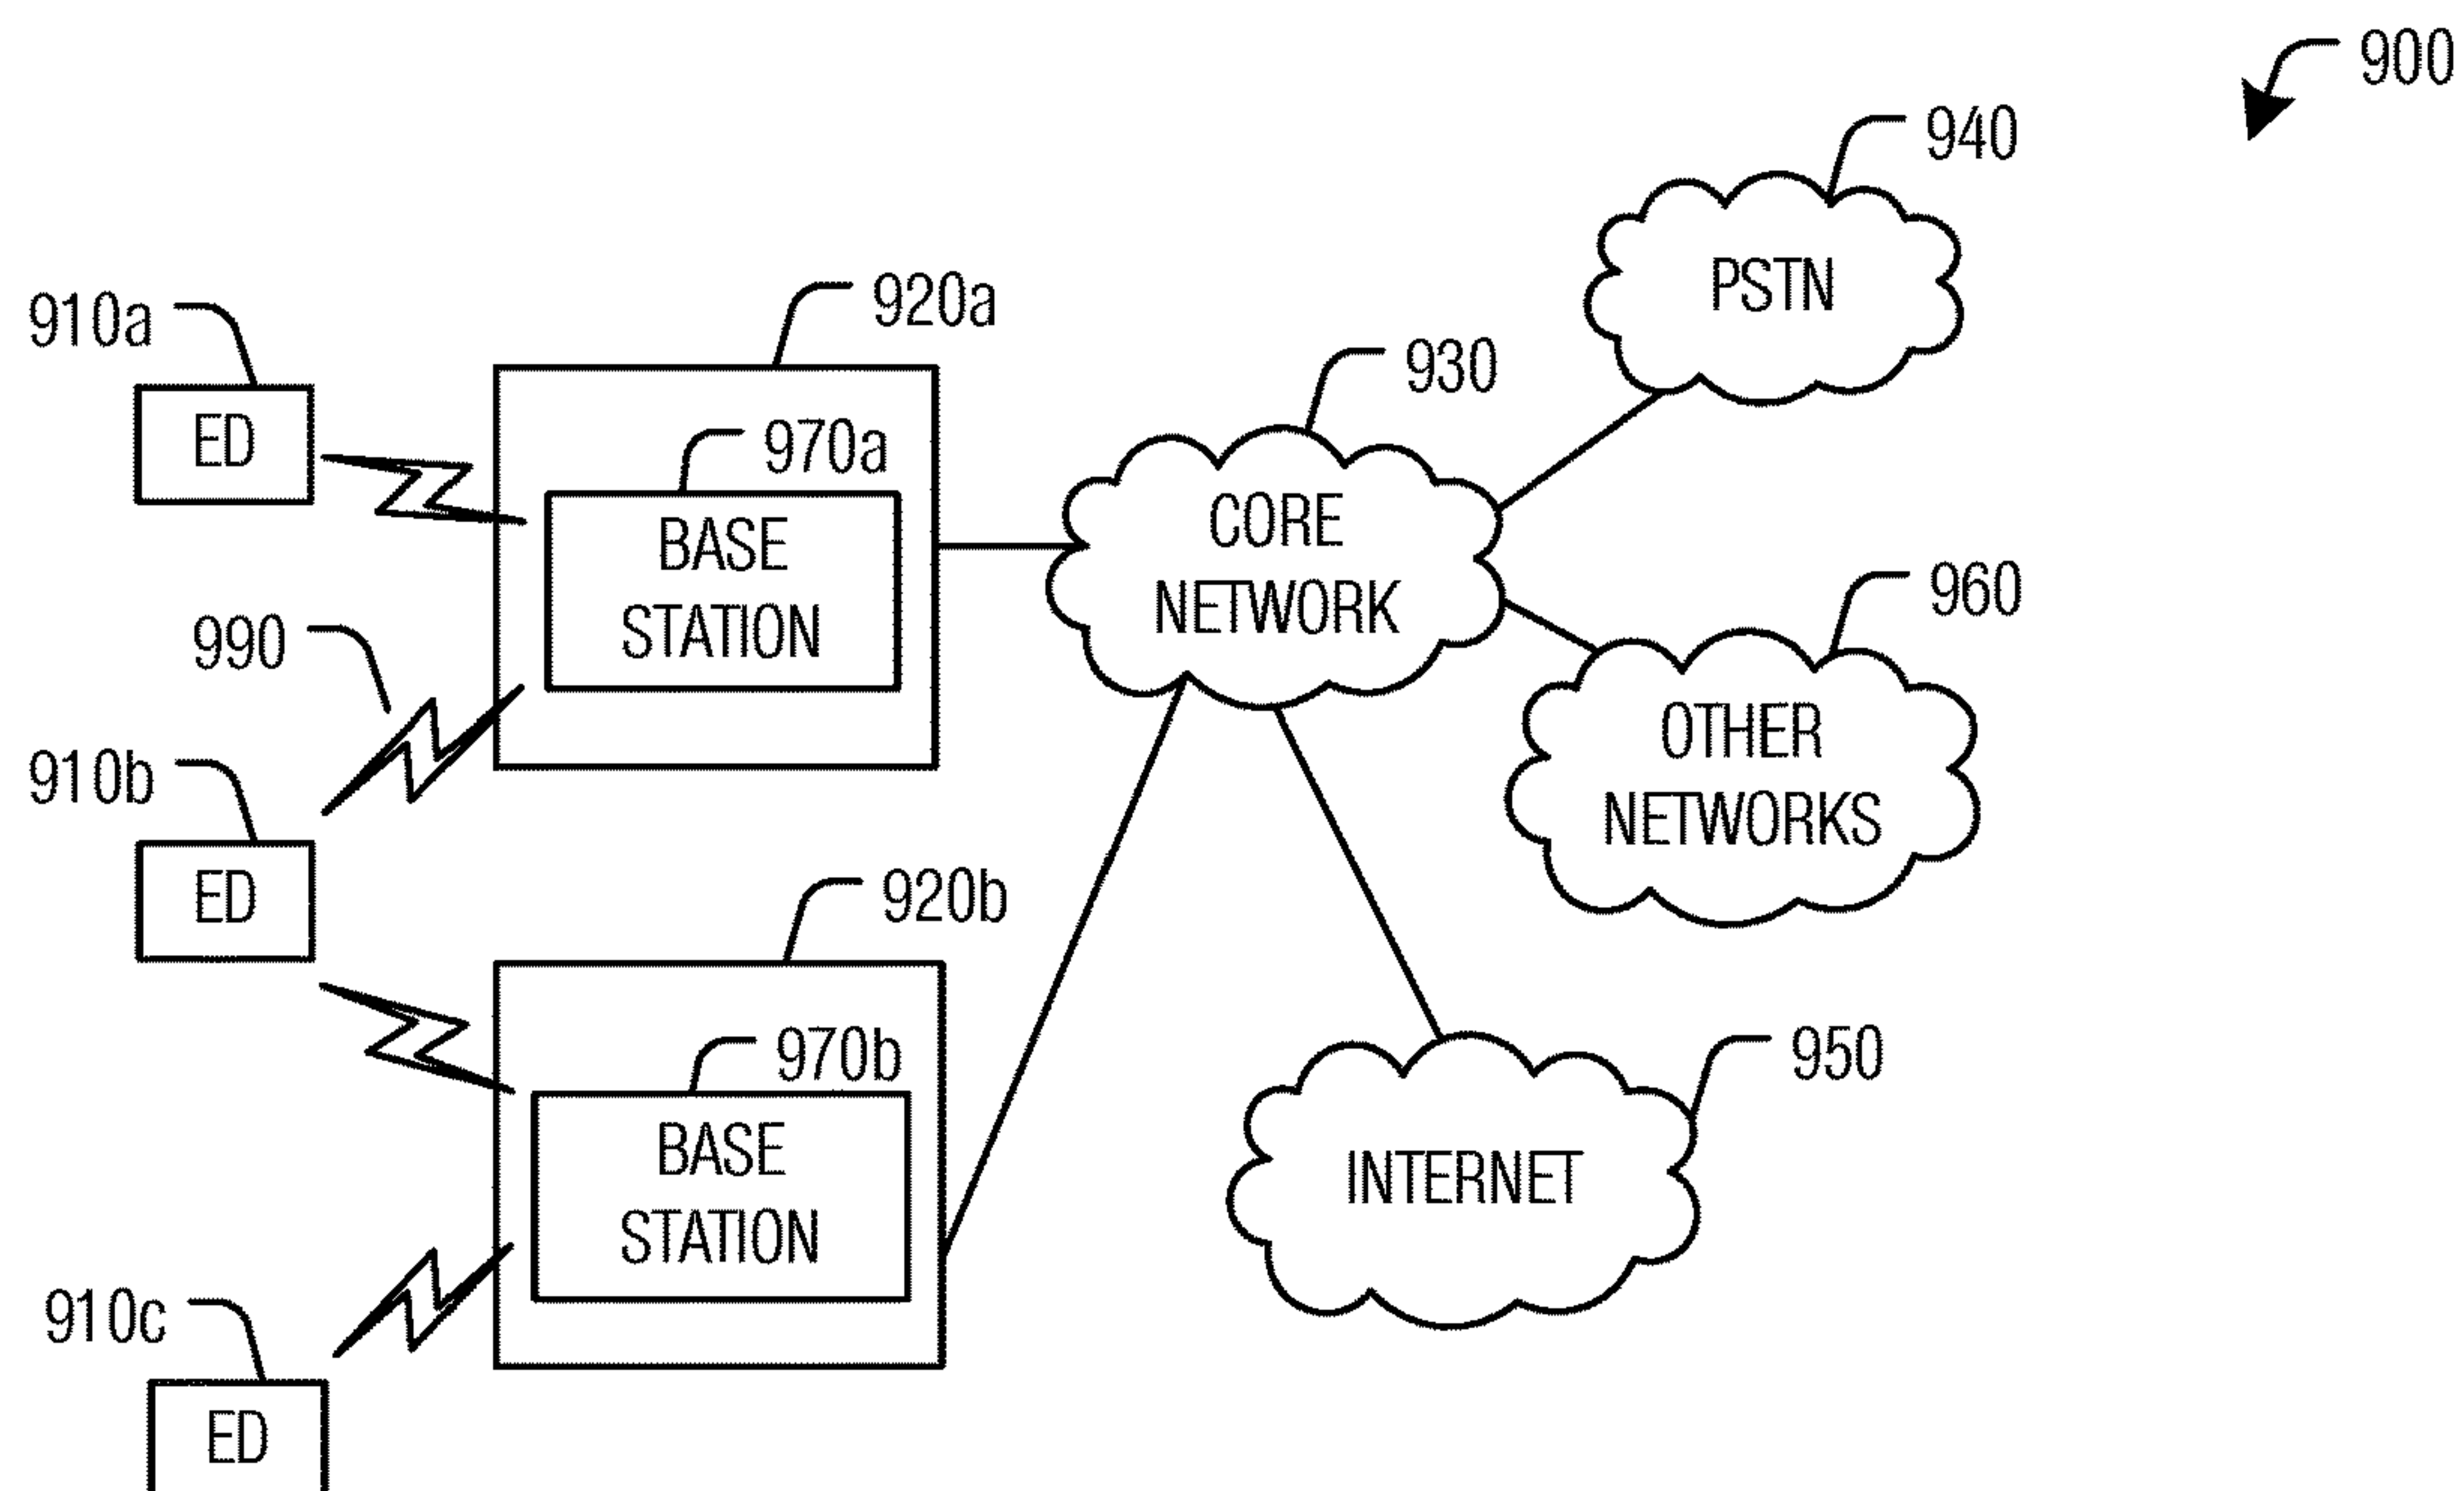 900
940
PSTN
920a
910a
930
ED
970a
CORE
NETWORK
BASE
STATION
960
990
OTHER
NETWORKS
910b
920b
ED
970b
950
BASE
STATION
INTERNET
910c
ED